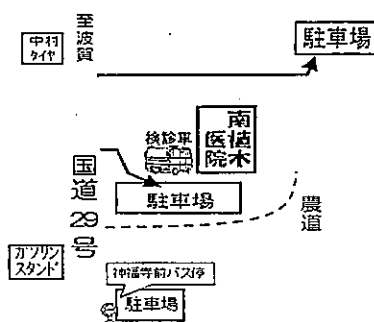 至波賀
中村
タイヤ
駐車場
検診車
南植木
医院
駐車場
国道29号
農道
ガソリン
スタンド
神福寺前バス停
駐車場